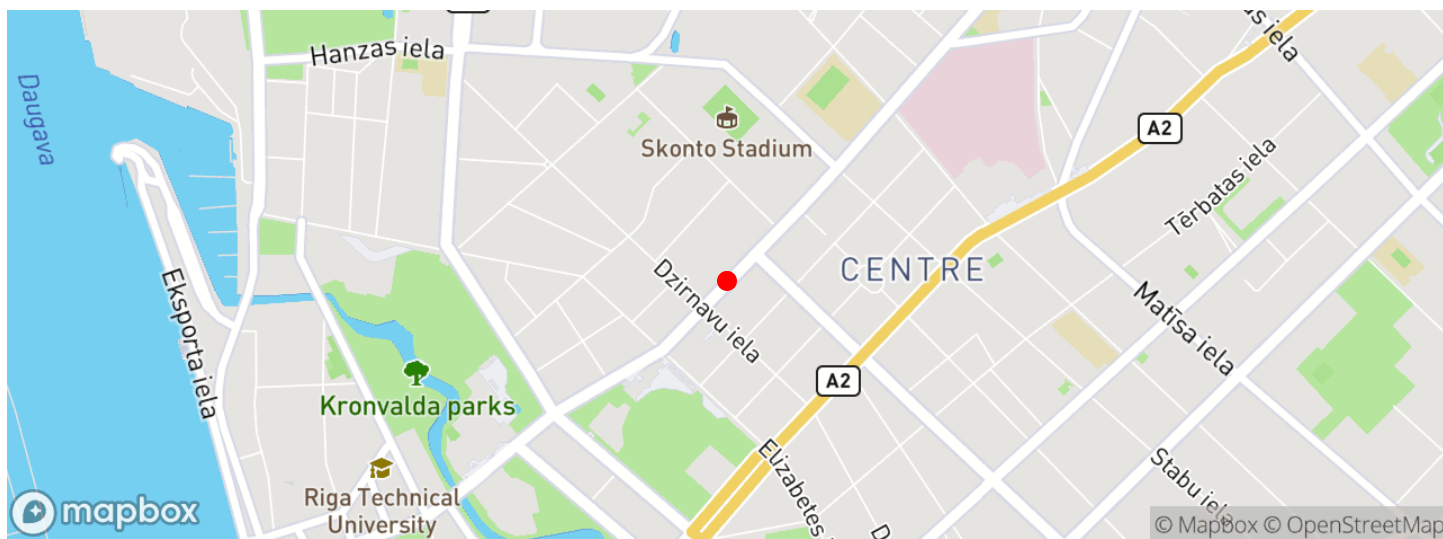 Hanzas iela
Daugava
Skonto Stadium
A2
Tērbatas iela
Dzirnavu iela
CENTRE
Eksporta iela
Matīsa iela
A2
Kronvalda parks
Elizabetes
Stabu iela
Riga Technical
University
mapbox
© Mapbox © OpenStreetMap